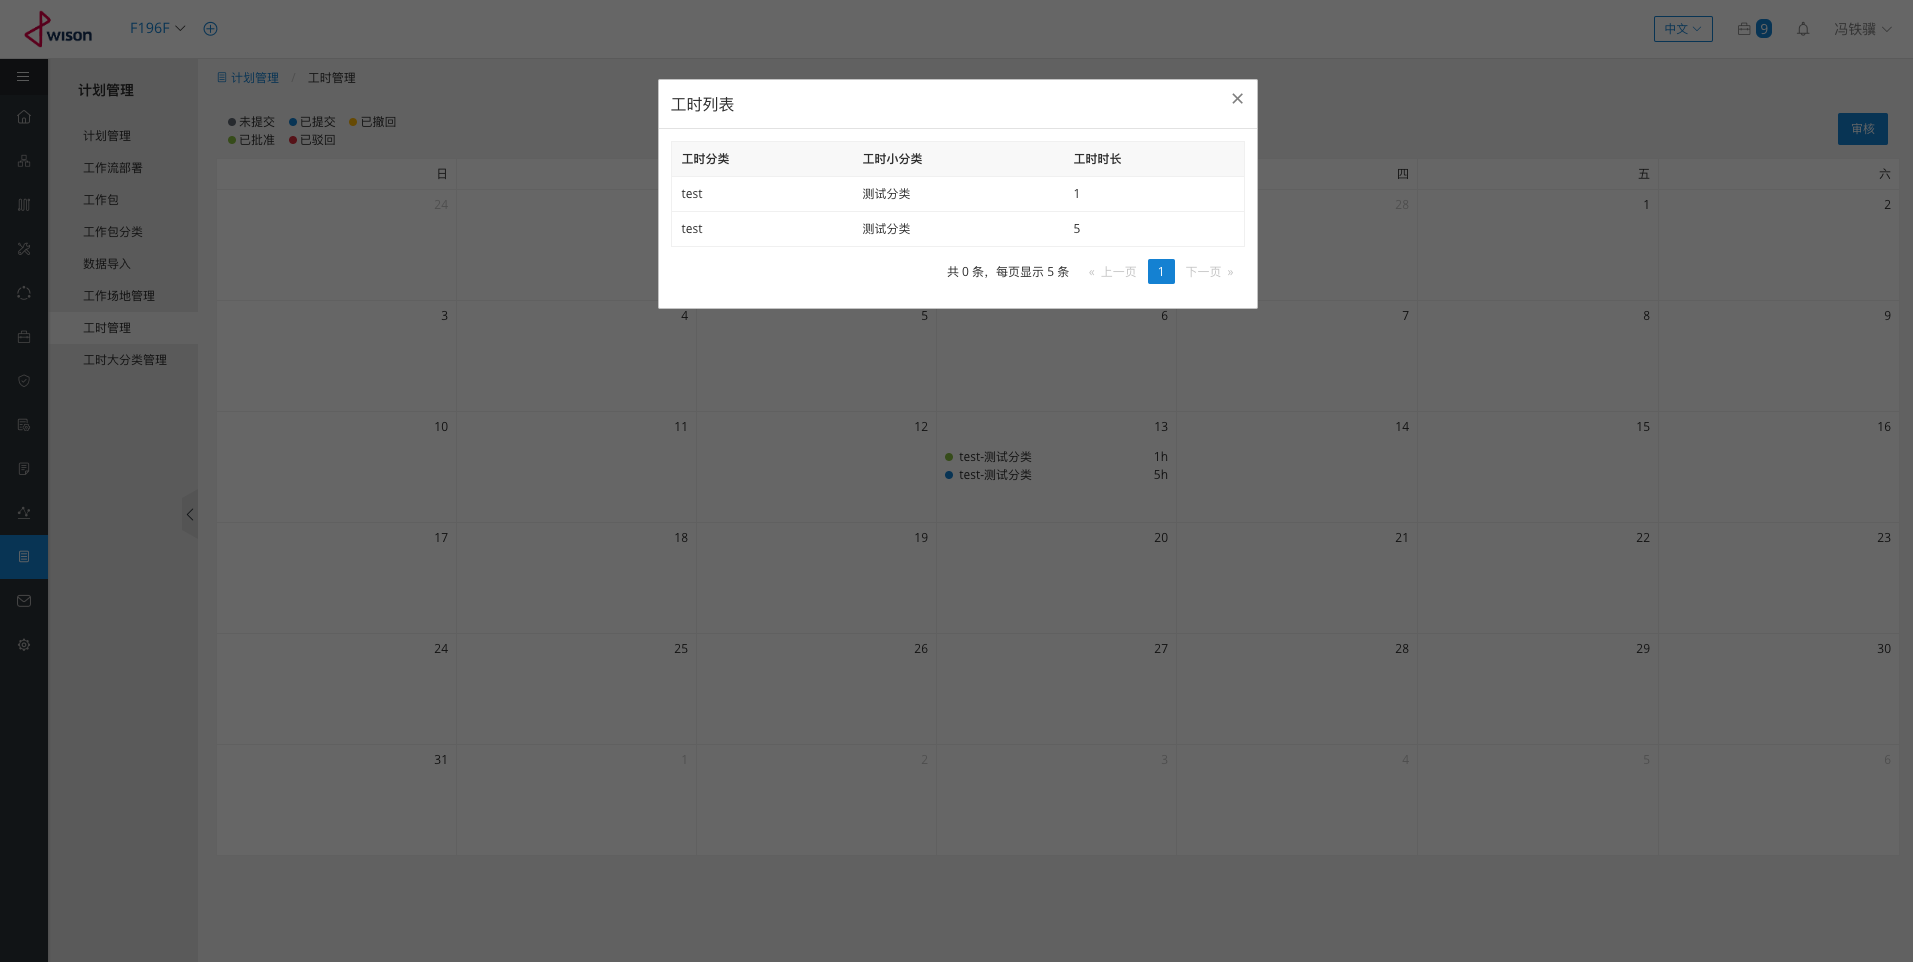 wison
F196F
中文
9
冯铁骥
计划管理
计划管理
工作流部署
工作包
工作包分类
数据导入
工作场地管理
工时管理
工时大分类管理
计划管理 / 工时管理
未提交 已提交 已撤回
已批准 已驳回
审核
工时列表
工时分类 工时小分类 工时时长
test 测试分类 1
test 测试分类 5
共 0 条，每页显示 5 条 « 上一页 1 下一页 »
日 四 五 六
24 28 1 2
3 4 5 6 7 8 9
10 11 12 13 14 15 16
test-测试分类 1h
test-测试分类 5h
17 18 19 20 21 22 23
24 25 26 27 28 29 30
31 1 2 3 4 5 6